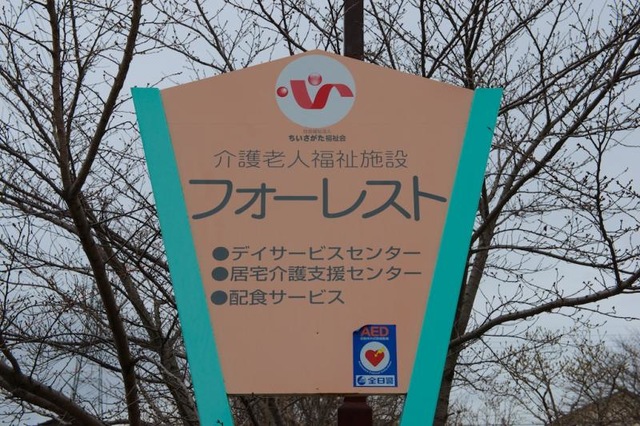 社会福祉法人
ちいさがた福祉会
介護老人福祉施設
フォーレスト
●デイサービスセンター
●居宅介護支援センター
●配食サービス
AED
全日警